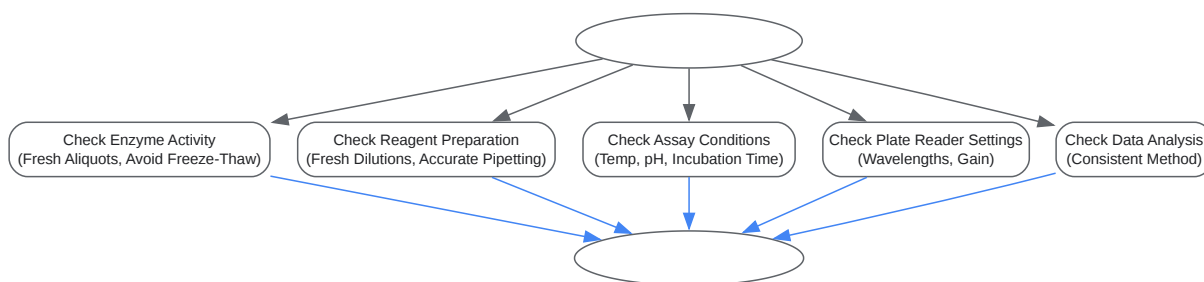 Check Enzyme Activity
(Fresh Aliquots, Avoid Freeze-Thaw)
Check Reagent Preparation
(Fresh Dilutions, Accurate Pipetting)
Check Assay Conditions
(Temp, pH, Incubation Time)
Check Plate Reader Settings
(Wavelengths, Gain)
Check Data Analysis
(Consistent Method)